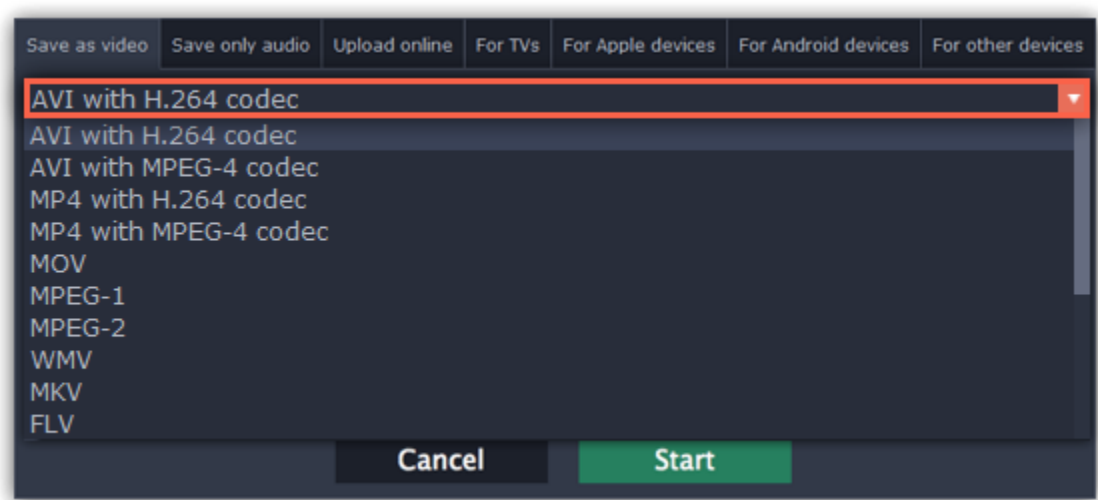 Save as video Save only audio Upload online For TVs For Apple devices For Android devices For other devices
AVI with H.264 codec
AVI with H.264 codec
AVI with MPEG-4 codec
MP4 with H.264 codec
MP4 with MPEG-4 codec
MOV
MPEG-1
MPEG-2
WMV
MKV
FLV
Cancel Start